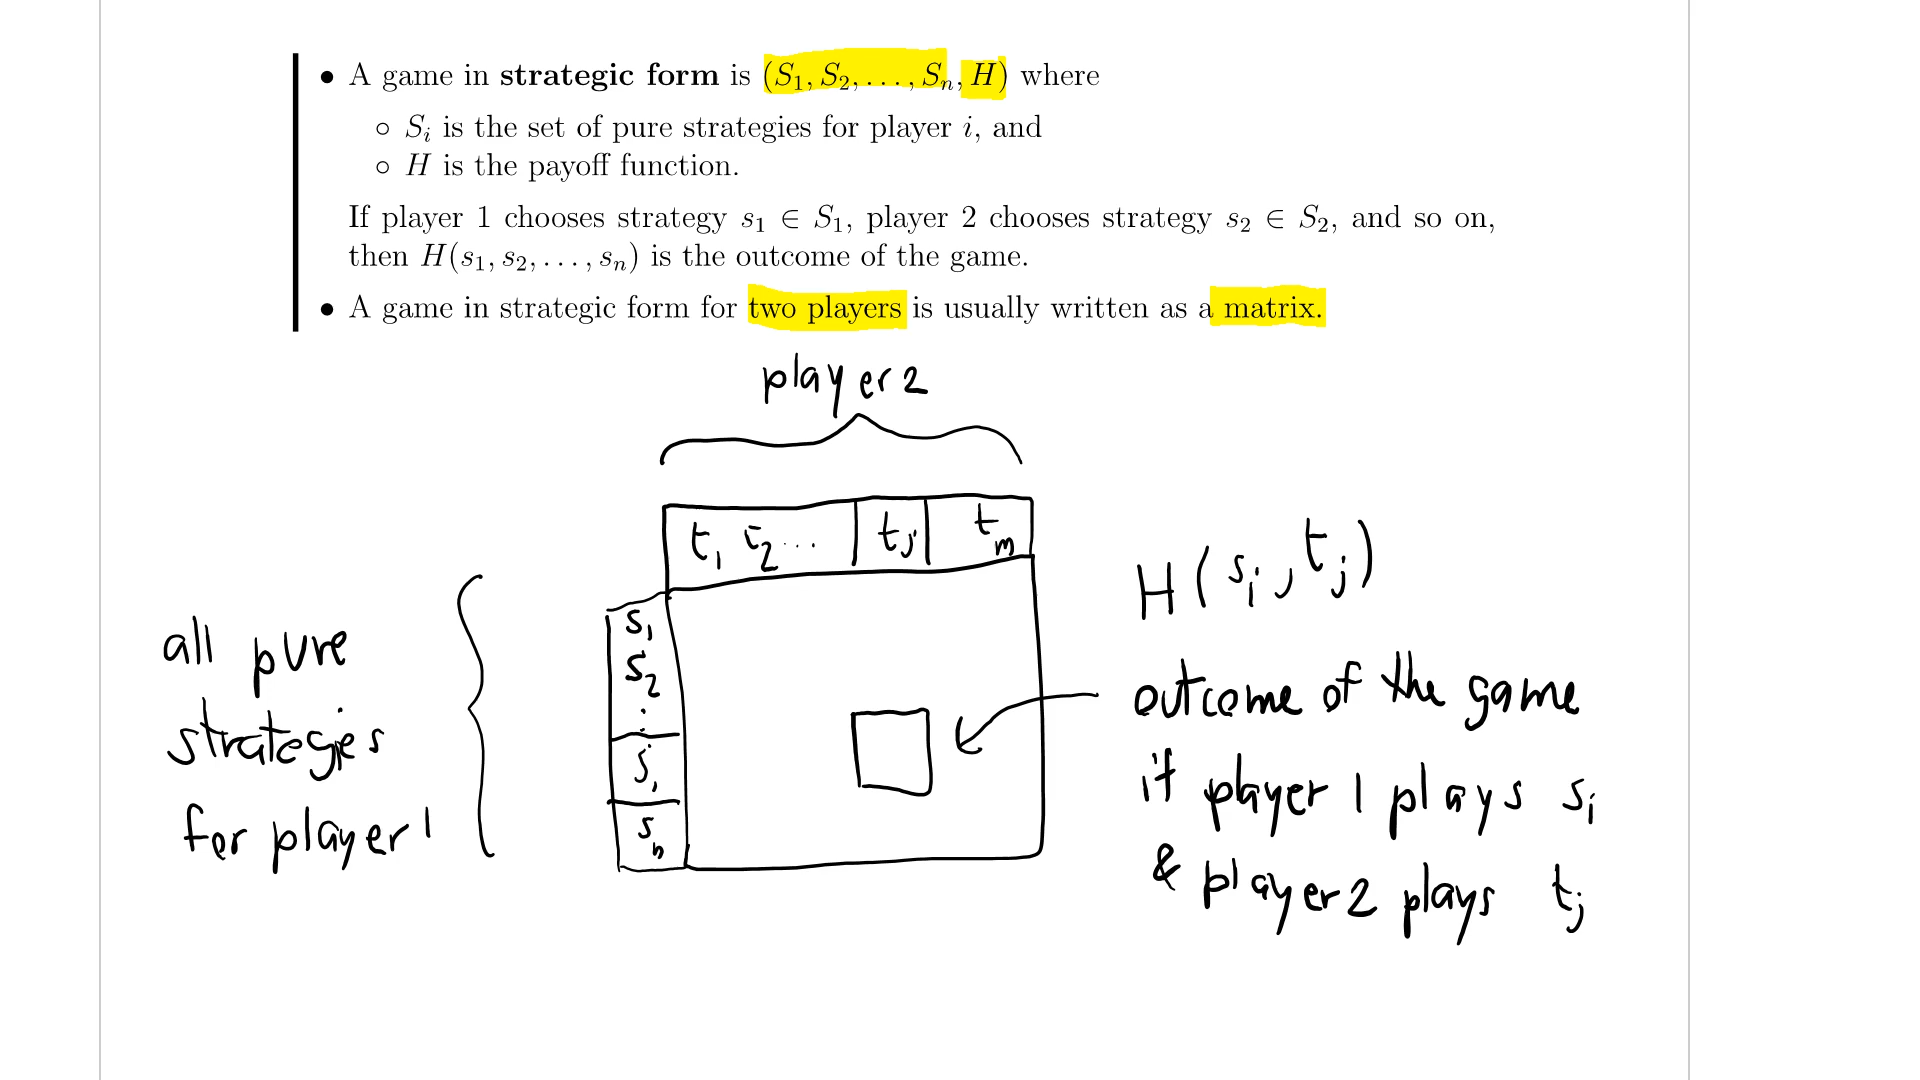 • A game in strategic form is (S₁, S₂, . . . , Sₙ, H) where
◦ Sᵢ is the set of pure strategies for player i, and
◦ H is the payoff function.
If player 1 chooses strategy s₁ ∈ S₁, player 2 chooses strategy s₂ ∈ S₂, and so on,
then H(s₁, s₂, . . . , sₙ) is the outcome of the game.
• A game in strategic form for two players is usually written as a matrix.
player 2
t₁ t₂ ... tⱼ tₘ
s₁
s₂
⋮
sᵢ
sₙ
all pure
strategies
for player 1
H(sᵢ, tⱼ)
outcome of the game
if player 1 plays sᵢ
& player 2 plays tⱼ